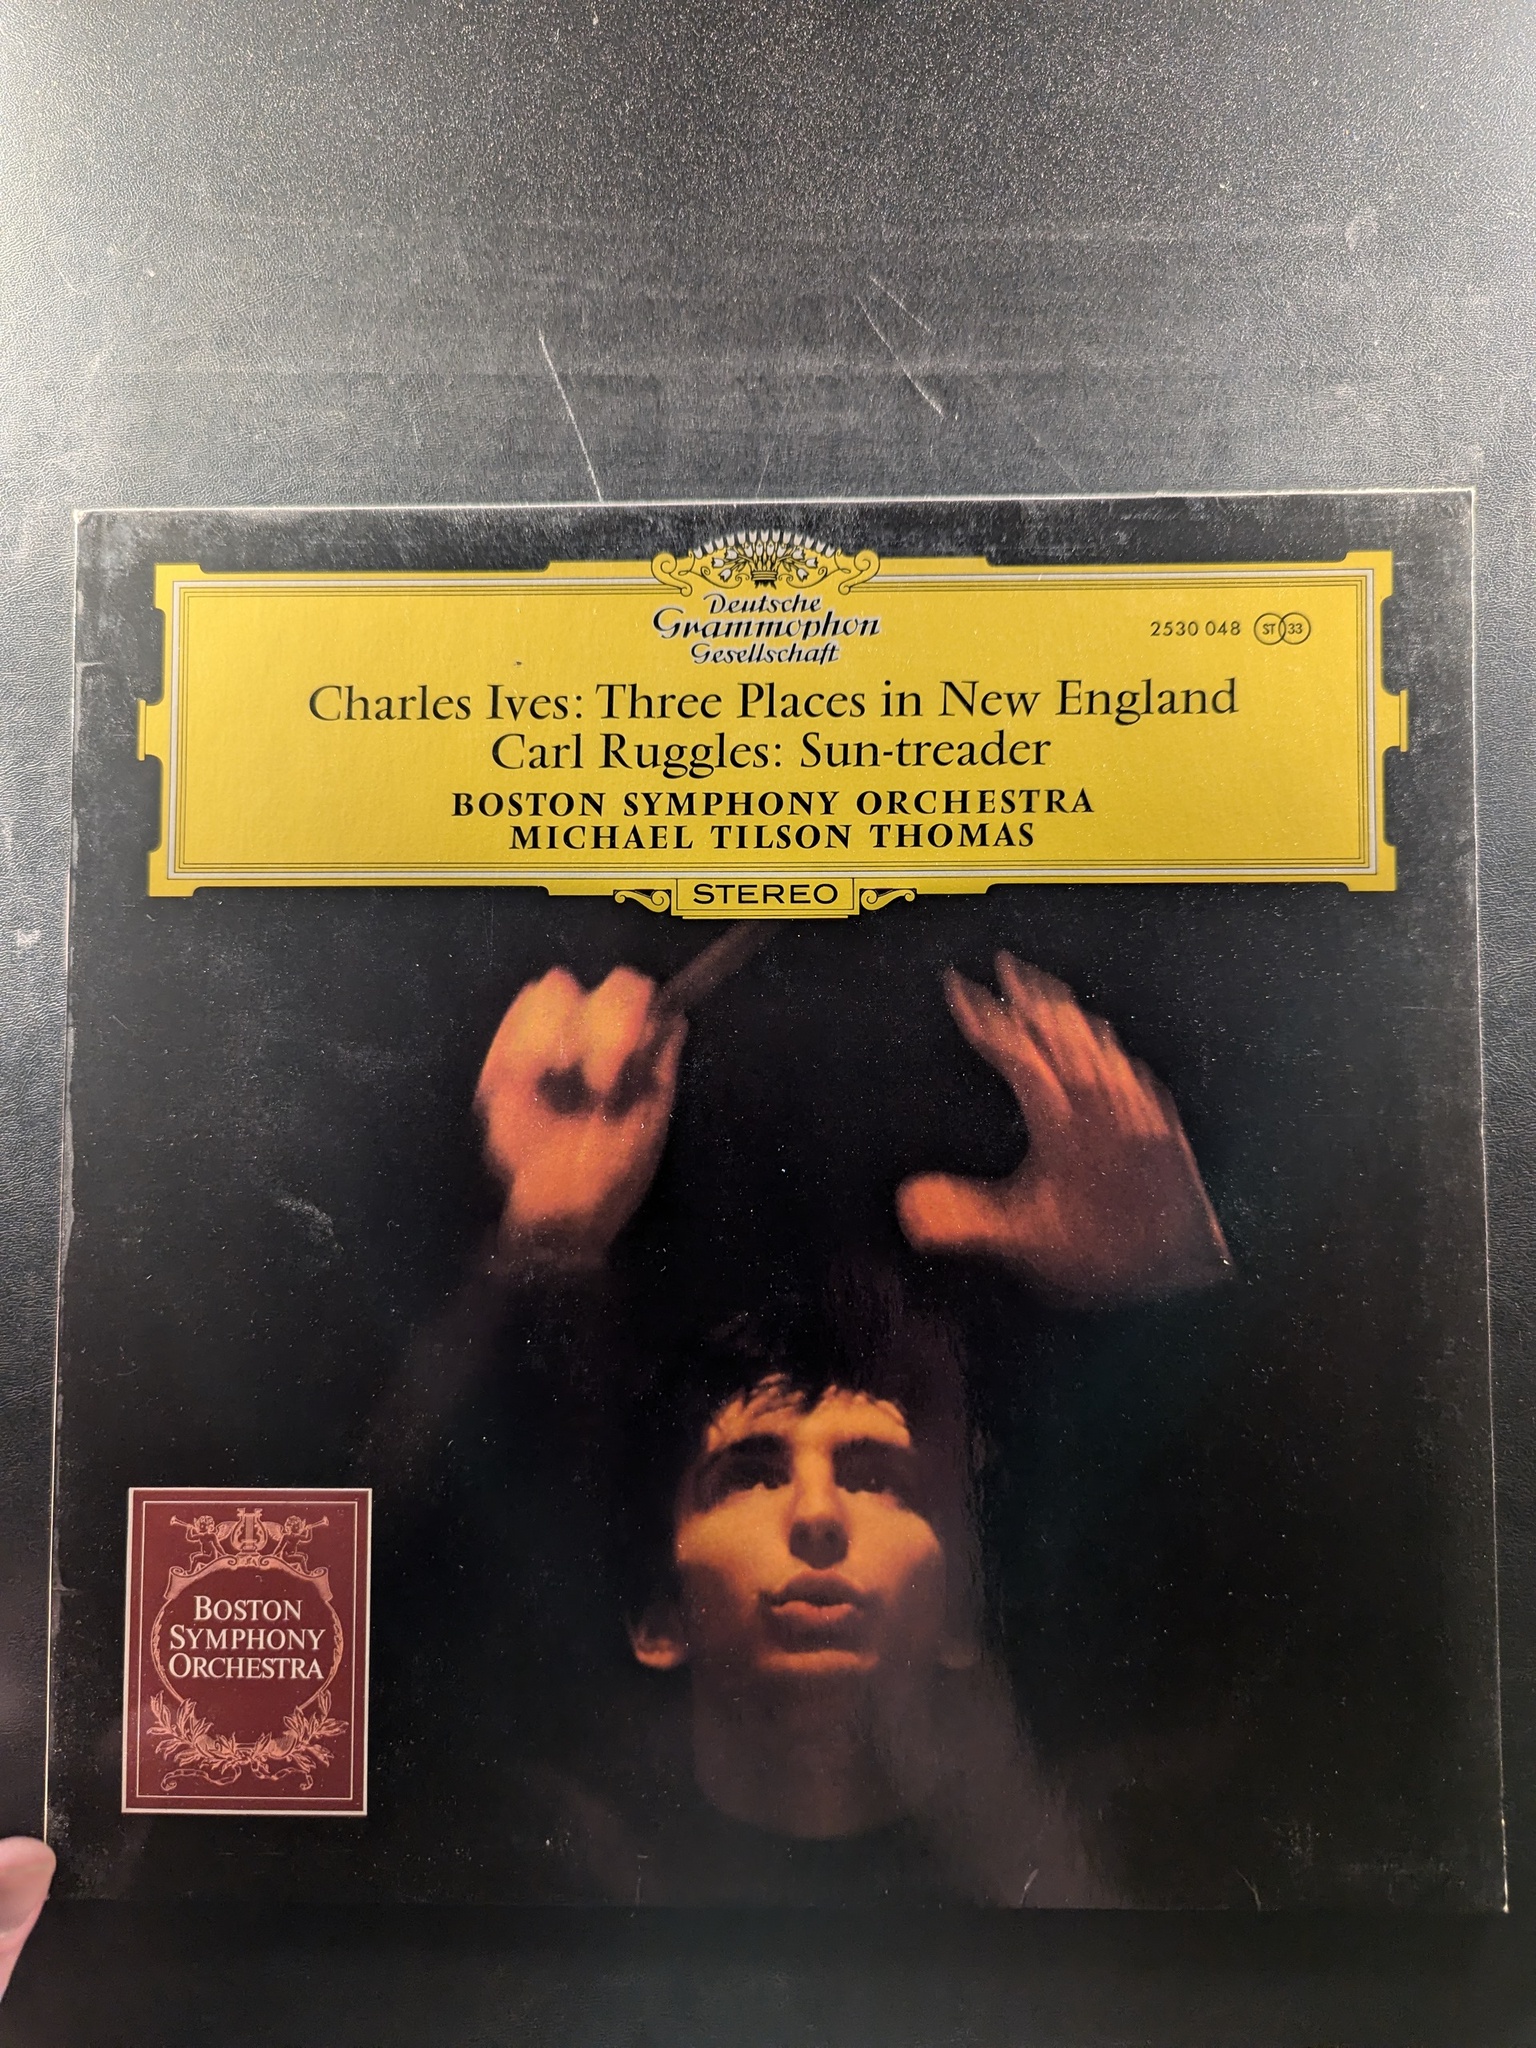 Deutsche
Grammophon
Gesellschaft
2530 048 ST 33
Charles Ives: Three Places in New England
Carl Ruggles: Sun-treader
BOSTON SYMPHONY ORCHESTRA
MICHAEL TILSON THOMAS
STEREO
BOSTON
SYMPHONY
ORCHESTRA